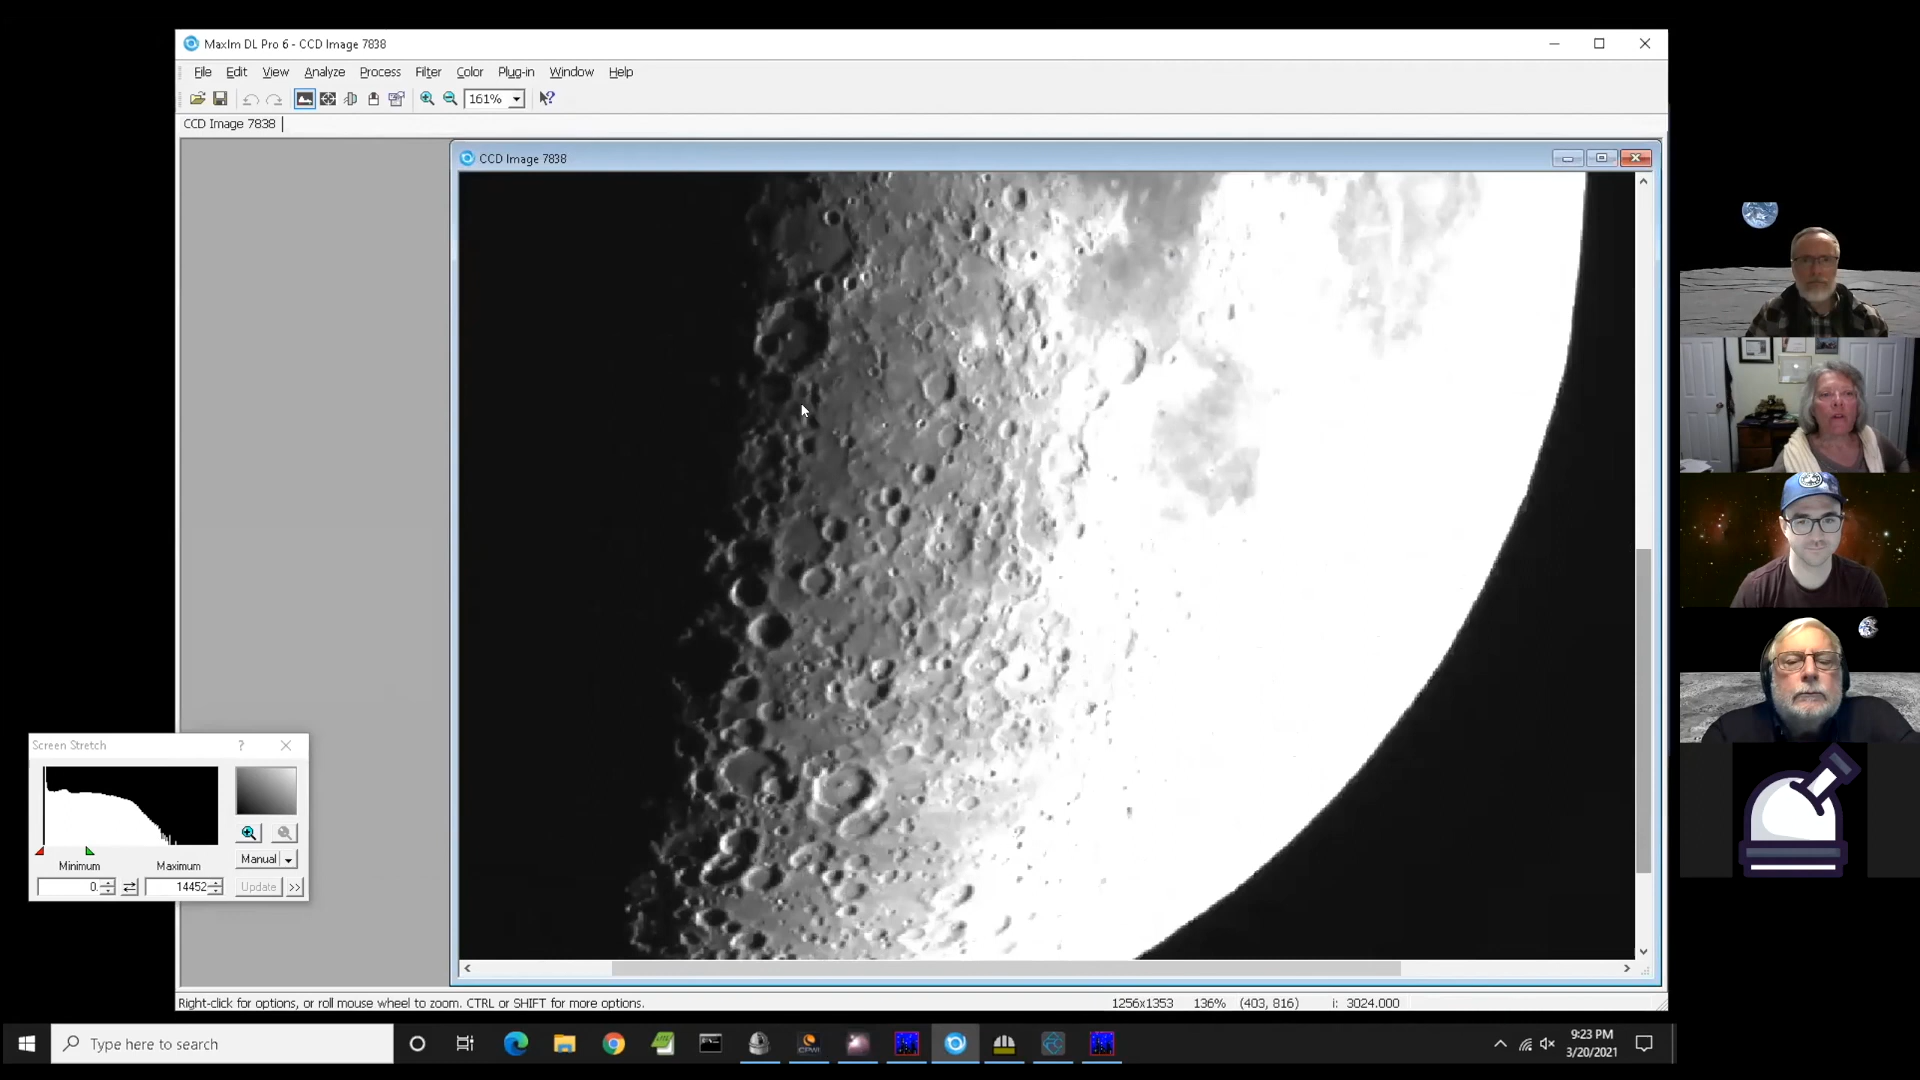 MaxIm DL Pro 6 - CCD Image 7838
File Edit View Analyze Process Filter Color Plug-in Window Help
161%
CCD Image 7838
CCD Image 7838
Screen Stretch
Manual
Minimum Maximum
0. 14452 Update >>
Right-click for options, or roll mouse wheel to zoom. CTRL or SHIFT for more options. 1256x1353 136% (403, 816) i: 3024.000
Type here to search
CPWI
9:23 PM
3/20/2021